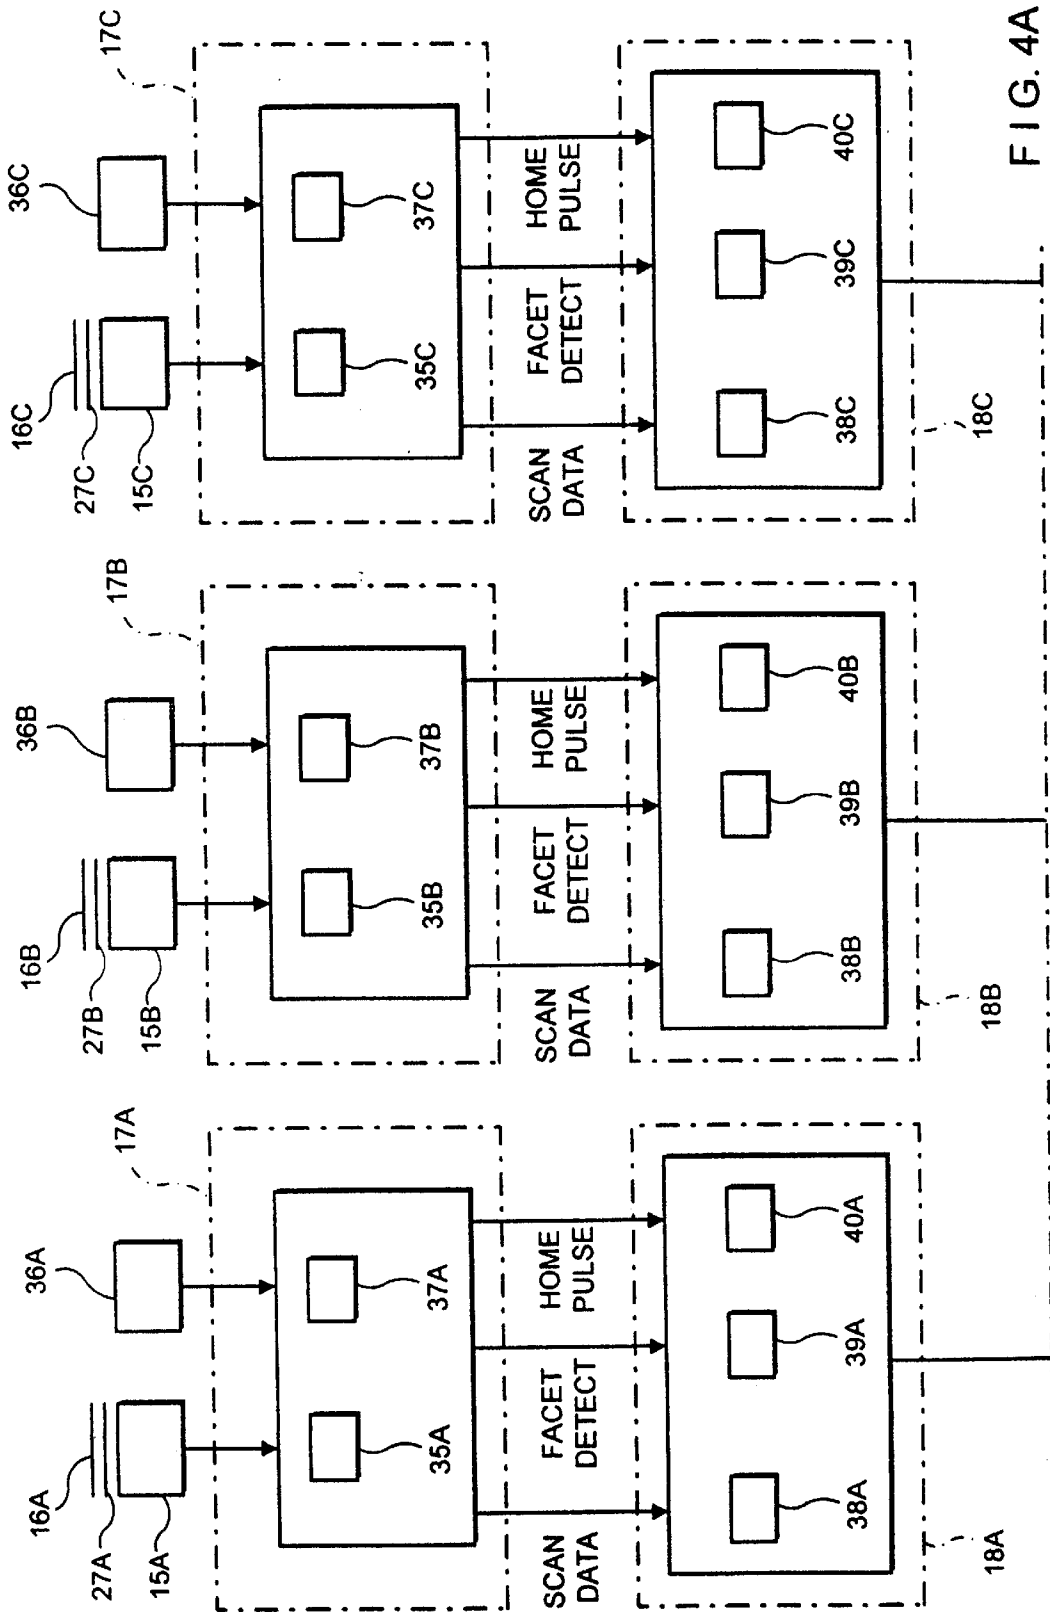 16A
27A
15A
36A
17A
35A
37A
SCAN
DATA
FACET
DETECT
HOME
PULSE
38A
39A
40A
18A
16B
27B
15B
36B
17B
35B
37B
SCAN
DATA
FACET
DETECT
HOME
PULSE
38B
39B
40B
18B
16C
27C
15C
36C
17C
35C
37C
SCAN
DATA
FACET
DETECT
HOME
PULSE
38C
39C
40C
18C
FIG. 4A